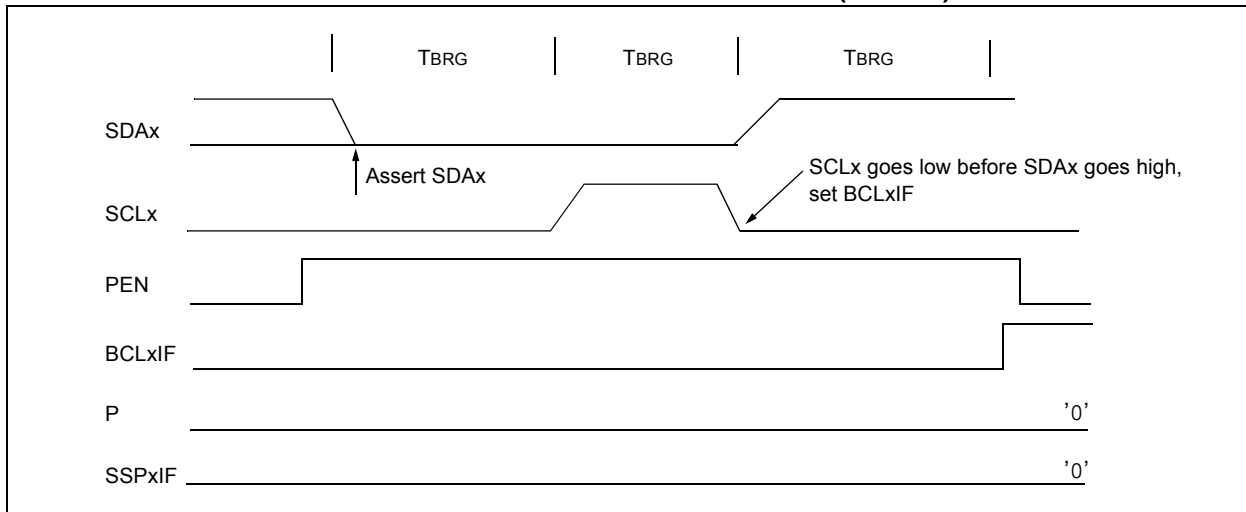 TBRG TBRG TBRG
SDAx
Assert SDAx
SCLx goes low before SDAx goes high,
set BCLxIF
SCLx
PEN
BCLxIF
P '0'
SSPxIF '0'